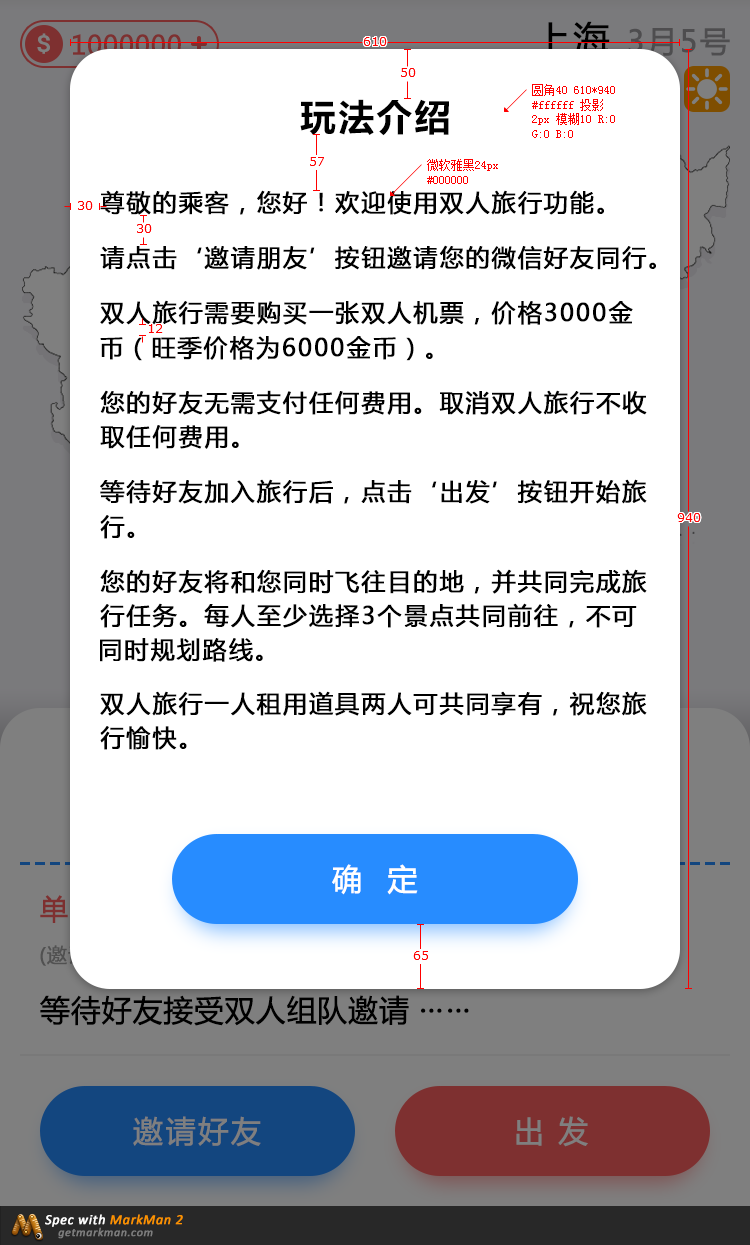 $ 1000000 +
610
上海 3月5号
50
圆角40 610*940
#ffffff 投影
2px 模糊10 R:0
G:0 B:0
玩法介绍
57
微软雅黑24px
#000000
30
尊敬的乘客，您好！欢迎使用双人旅行功能。
30
请点击‘邀请朋友’按钮邀请您的微信好友同行。
双人旅行需要购买一张双人机票，价格3000金
12
币（旺季价格为6000金币）。
您的好友无需支付任何费用。取消双人旅行不收
取任何费用。
等待好友加入旅行后，点击‘出发’按钮开始旅
行。
940
您的好友将和您同时飞往目的地，并共同完成旅
行任务。每人至少选择3个景点共同前往，不可
同时规划路线。
双人旅行一人租用道具两人可共同享有，祝您旅
行愉快。
确 定
单
(邀
65
等待好友接受双人组队邀请 ……
邀请好友
出 发
Spec with MarkMan 2
getmarkman.com